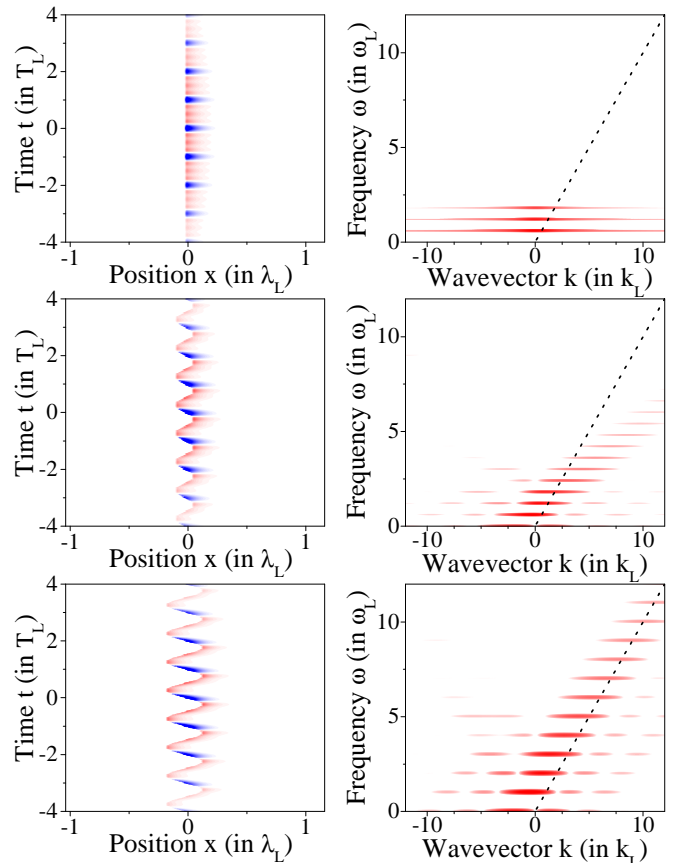 4
2
0
-2
-4
Time t (in T_L)
-1 0 1
Position x (in λ_L)
10
5
0
Frequency ω (in ω_L)
-10 0 10
Wavevector k (in k_L)
4
2
0
-2
-4
Time t (in T_L)
-1 0 1
Position x (in λ_L)
10
5
0
Frequency ω (in ω_L)
-10 0 10
Wavevector k (in k_L)
4
2
0
-2
-4
Time t (in T_L)
-1 0 1
Position x (in λ_L)
10
5
0
Frequency ω (in ω_L)
-10 0 10
Wavevector k (in k_L)